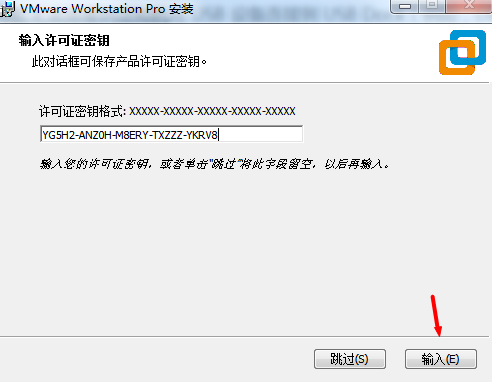 VMware Workstation Pro 安装
输入许可证密钥
此对话框可保存产品许可证密钥。
许可证密钥格式: XXXXX-XXXXX-XXXXX-XXXXX-XXXXX
YG5H2-ANZ0H-M8ERY-TXZZZ-YKRV8
输入您的许可证密钥，或者单击"跳过"将此字段留空，以后再输入。
跳过(S)
输入(E)